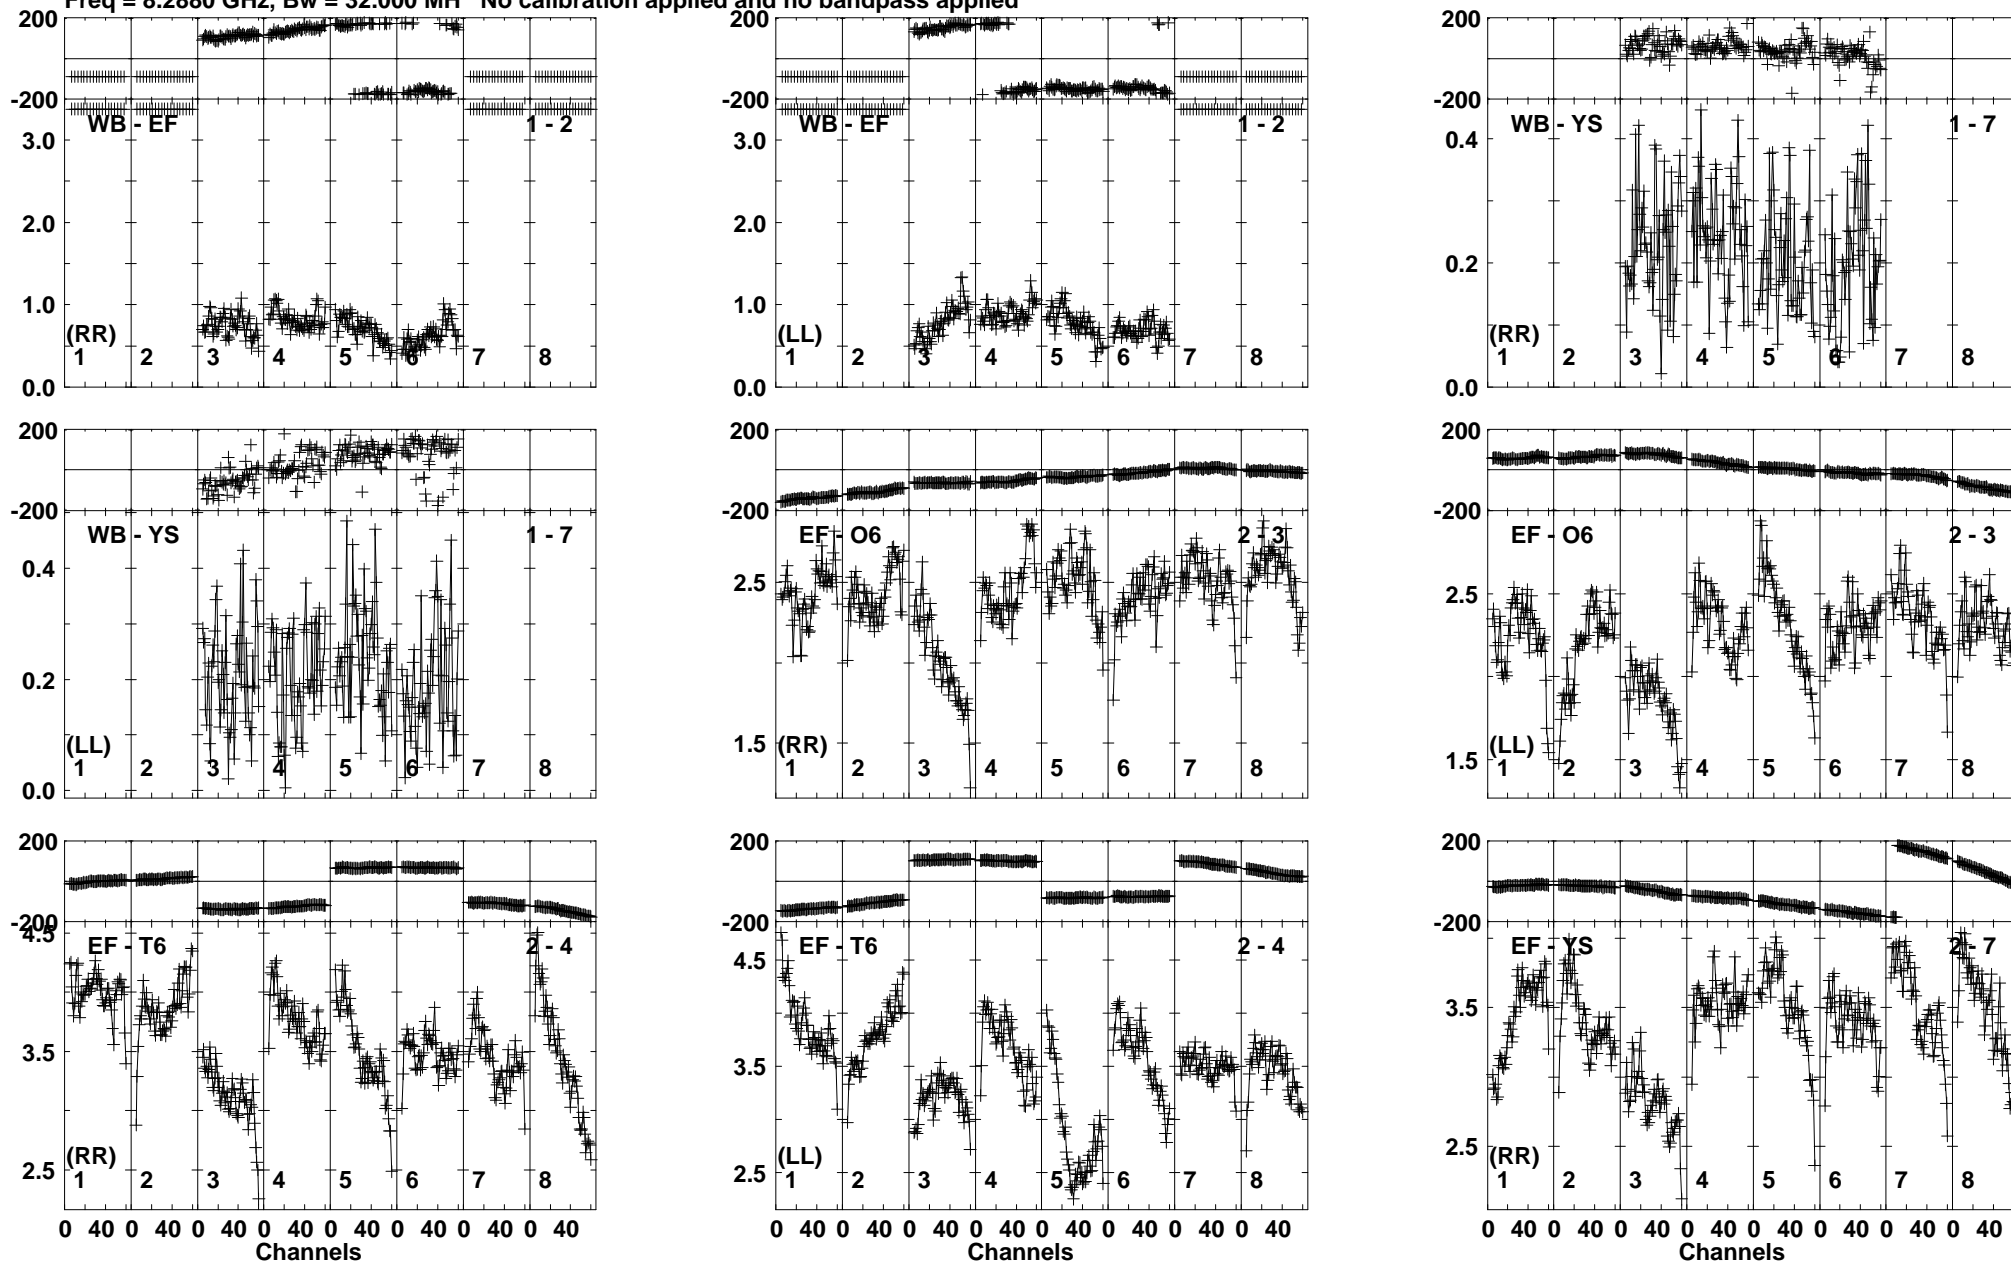 Freq = 8.2880 GHz, Bw = 32.000 MH No calibration applied and no bandpass applied
200
-200
WB - EF 1 - 2
3.0
2.0
1.0
0.0
(RR)
1 2 3 4 5 6 7 8
200
-200
WB - EF 1 - 2
3.0
2.0
1.0
0.0
(LL)
1 2 3 4 5 6 7 8
200
-200
WB - YS 1 - 7
0.4
0.2
0.0
(RR)
1 2 3 4 5 6 7 8
200
-200
WB - YS 1 - 7
0.4
0.2
0.0
(LL)
1 2 3 4 5 6 7 8
200
-200
EF - O6 2 - 3
2.5
1.5
(RR)
1 2 3 4 5 6 7 8
200
-200
EF - O6 2 - 3
2.5
1.5
(LL)
1 2 3 4 5 6 7 8
200
-200
4.5
EF - T6 2 - 4
3.5
2.5
(RR)
1 2 3 4 5 6 7 8
0 40 0 40 0 40 0 40 0 40 0 40 0 40 0 40
Channels
200
-200
EF - T6 2 - 4
4.5
3.5
2.5
(LL)
1 2 3 4 5 6 7 8
0 40 0 40 0 40 0 40 0 40 0 40 0 40 0 40
200
-200
EF - YS 2 - 7
3.5
2.5
(RR)
1 2 3 4 5 6 7 8
0 40 0 40 0 40 0 40 0 40 0 40 0 40 0 40
Channels